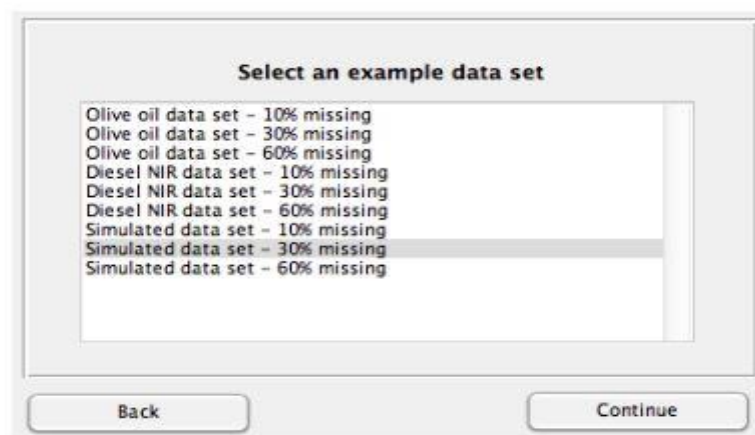 Select an example data set
Olive oil data set – 10% missing
Olive oil data set – 30% missing
Olive oil data set – 60% missing
Diesel NIR data set – 10% missing
Diesel NIR data set – 30% missing
Diesel NIR data set – 60% missing
Simulated data set – 10% missing
Simulated data set – 30% missing
Simulated data set – 60% missing
Back
Continue